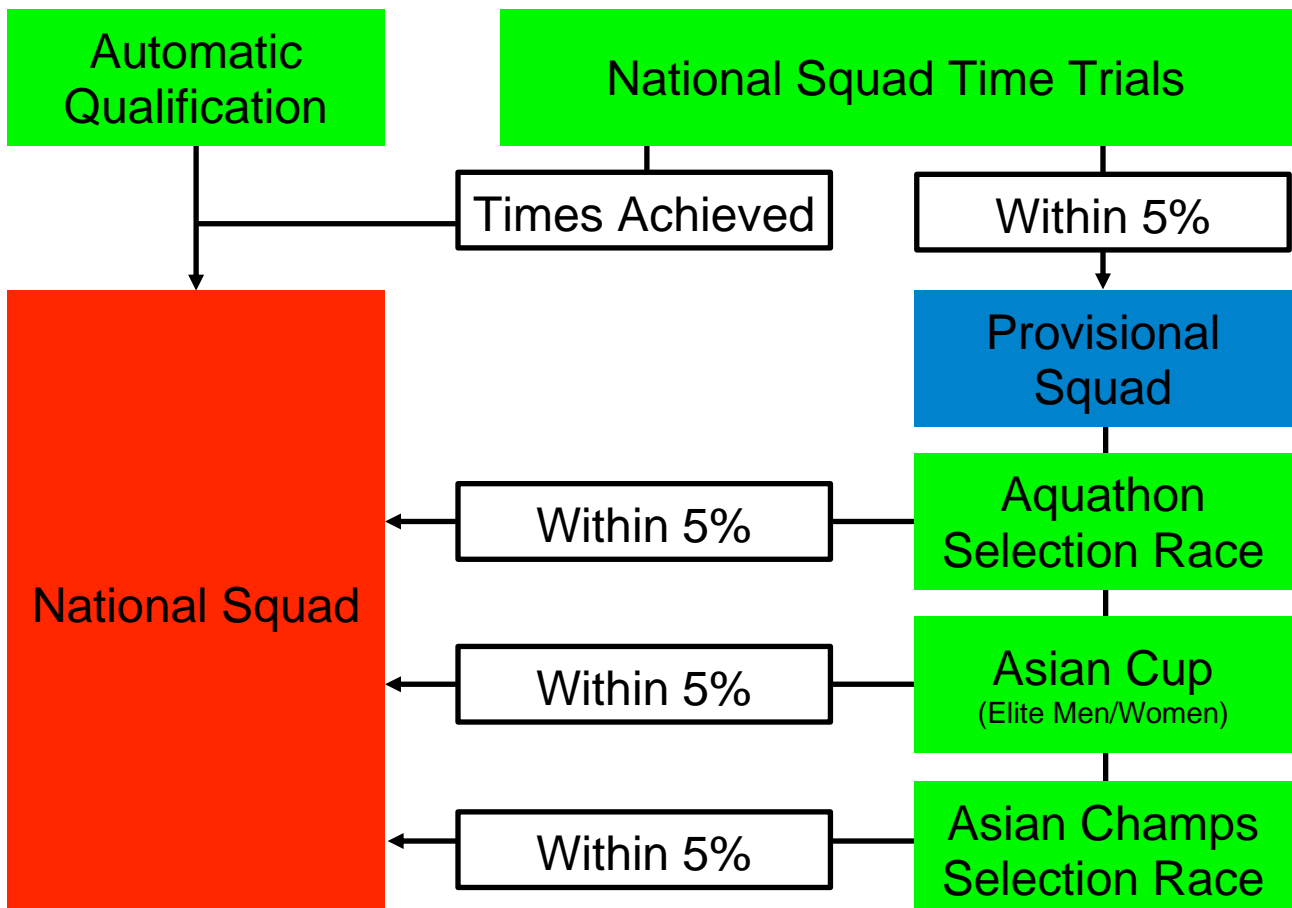 Automatic
Qualification
National Squad Time Trials
Times Achieved
Within 5%
Provisional
Squad
National Squad
Within 5%
Aquathon
Selection Race
Within 5%
Asian Cup
(Elite Men/Women)
Within 5%
Asian Champs
Selection Race